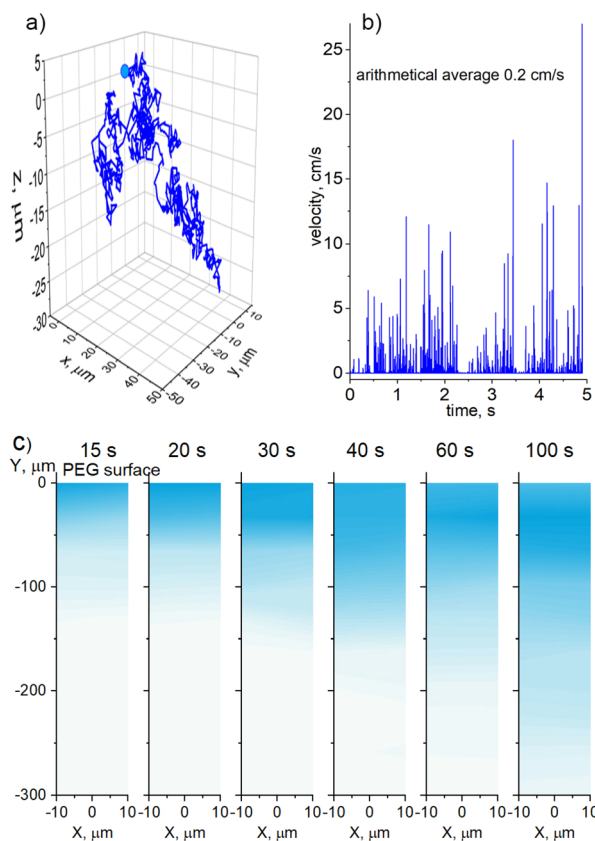 a)
5
0
-5
-10
-15
-20
-25
-30
z, μm
0
10
20
30
40
50
x, μm
-50
-40
-30
-20
-10
0
10
y, μm
b)
arithmetical average 0.2 cm/s
25
20
15
10
5
0
velocity, cm/s
0 1 2 3 4 5
time, s
c)
15 s 20 s 30 s 40 s 60 s 100 s
Y, μm PEG surface
0
-100
-200
-300
-10 0 10 -10 0 10 -10 0 10 -10 0 10 -10 0 10 -10 0 10
X, μm X, μm X, μm X, μm X, μm X, μm